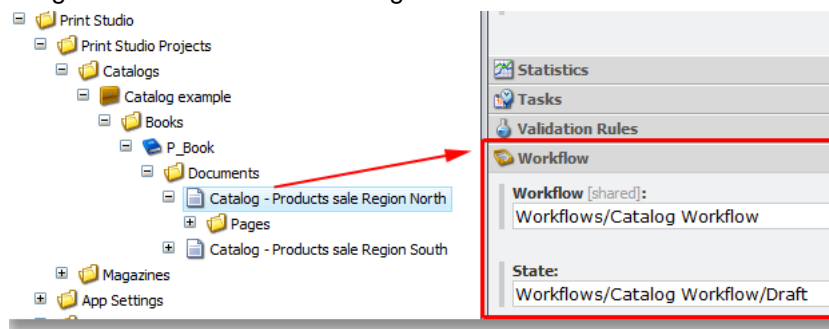 Print Studio
Print Studio Projects
Catalogs
Catalog example
Books
P_Book
Documents
Catalog - Products sale Region North
Pages
Catalog - Products sale Region South
Magazines
App Settings
Statistics
Tasks
Validation Rules
Workflow
Workflow [shared]:
Workflows/Catalog Workflow
State:
Workflows/Catalog Workflow/Draft